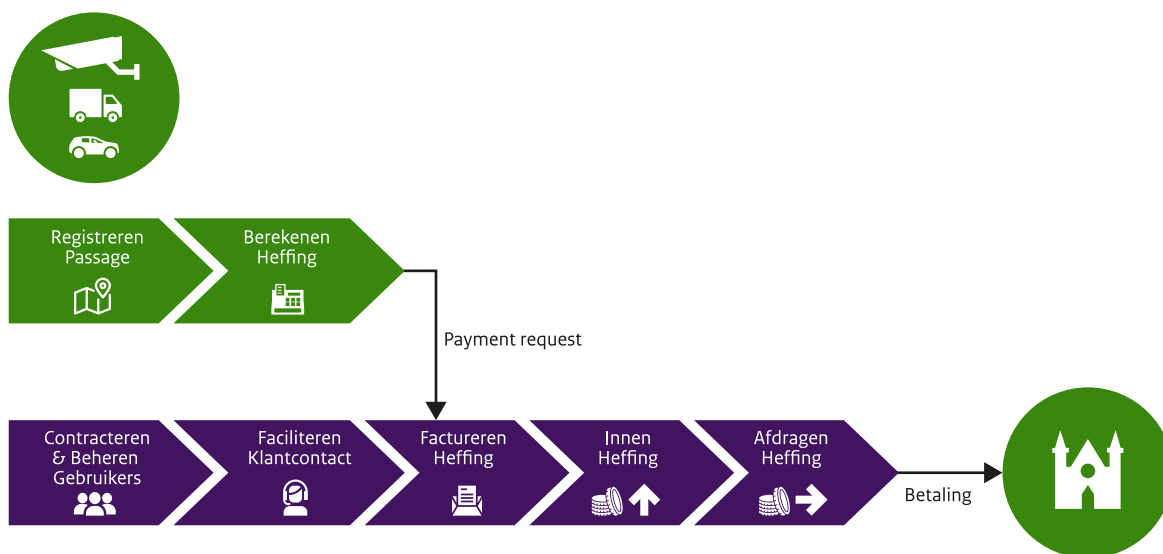 Registreren
Passage
Berekenen
Heffing
Payment request
Contracteren
& Beheren
Gebruikers
Faciliteren
Klantcontact
Factureren
Heffing
Innen
Heffing
Afdragen
Heffing
Betaling